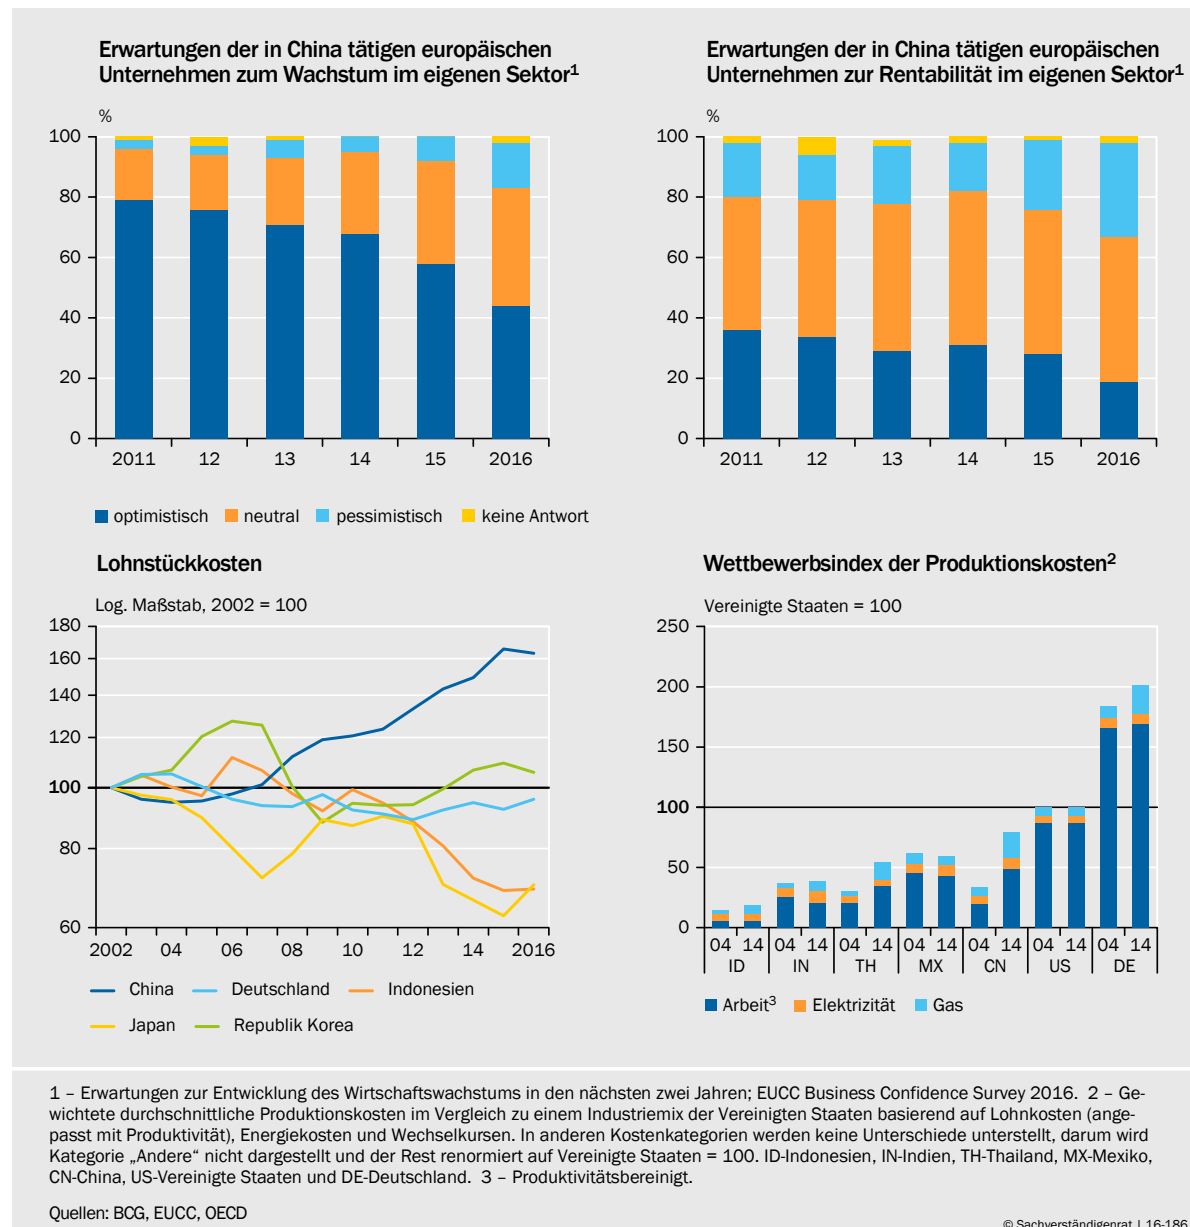 Erwartungen der in China tätigen europäischen
Unternehmen zum Wachstum im eigenen Sektor¹
%
100
80
60
40
20
0
2011 12 13 14 15 2016
Erwartungen der in China tätigen europäischen
Unternehmen zur Rentabilität im eigenen Sektor¹
%
100
80
60
40
20
0
2011 12 13 14 15 2016
optimistisch neutral pessimistisch keine Antwort
Lohnstückkosten
Log. Maßstab, 2002 = 100
180
160
140
120
100
80
60
2002 04 06 08 10 12 14 2016
China Deutschland Indonesien
Japan Republik Korea
Wettbewerbsindex der Produktionskosten²
Vereinigte Staaten = 100
250
200
150
100
50
0
04 14 04 14 04 14 04 14 04 14 04 14 04 14
ID IN TH MX CN US DE
Arbeit³ Elektrizität Gas
1 – Erwartungen zur Entwicklung des Wirtschaftswachstums in den nächsten zwei Jahren; EUCC Business Confidence Survey 2016. 2 – Ge-
wichtete durchschnittliche Produktionskosten im Vergleich zu einem Industriemix der Vereinigten Staaten basierend auf Lohnkosten (ange-
passt mit Produktivität), Energiekosten und Wechselkursen. In anderen Kostenkategorien werden keine Unterschiede unterstellt, darum wird
Kategorie „Andere“ nicht dargestellt und der Rest renormiert auf Vereinigte Staaten = 100. ID-Indonesien, IN-Indien, TH-Thailand, MX-Mexiko,
CN-China, US-Vereinigte Staaten und DE-Deutschland. 3 – Produktivitätsbereinigt.
Quellen: BCG, EUCC, OECD
© Sachverständigenrat | 16-186